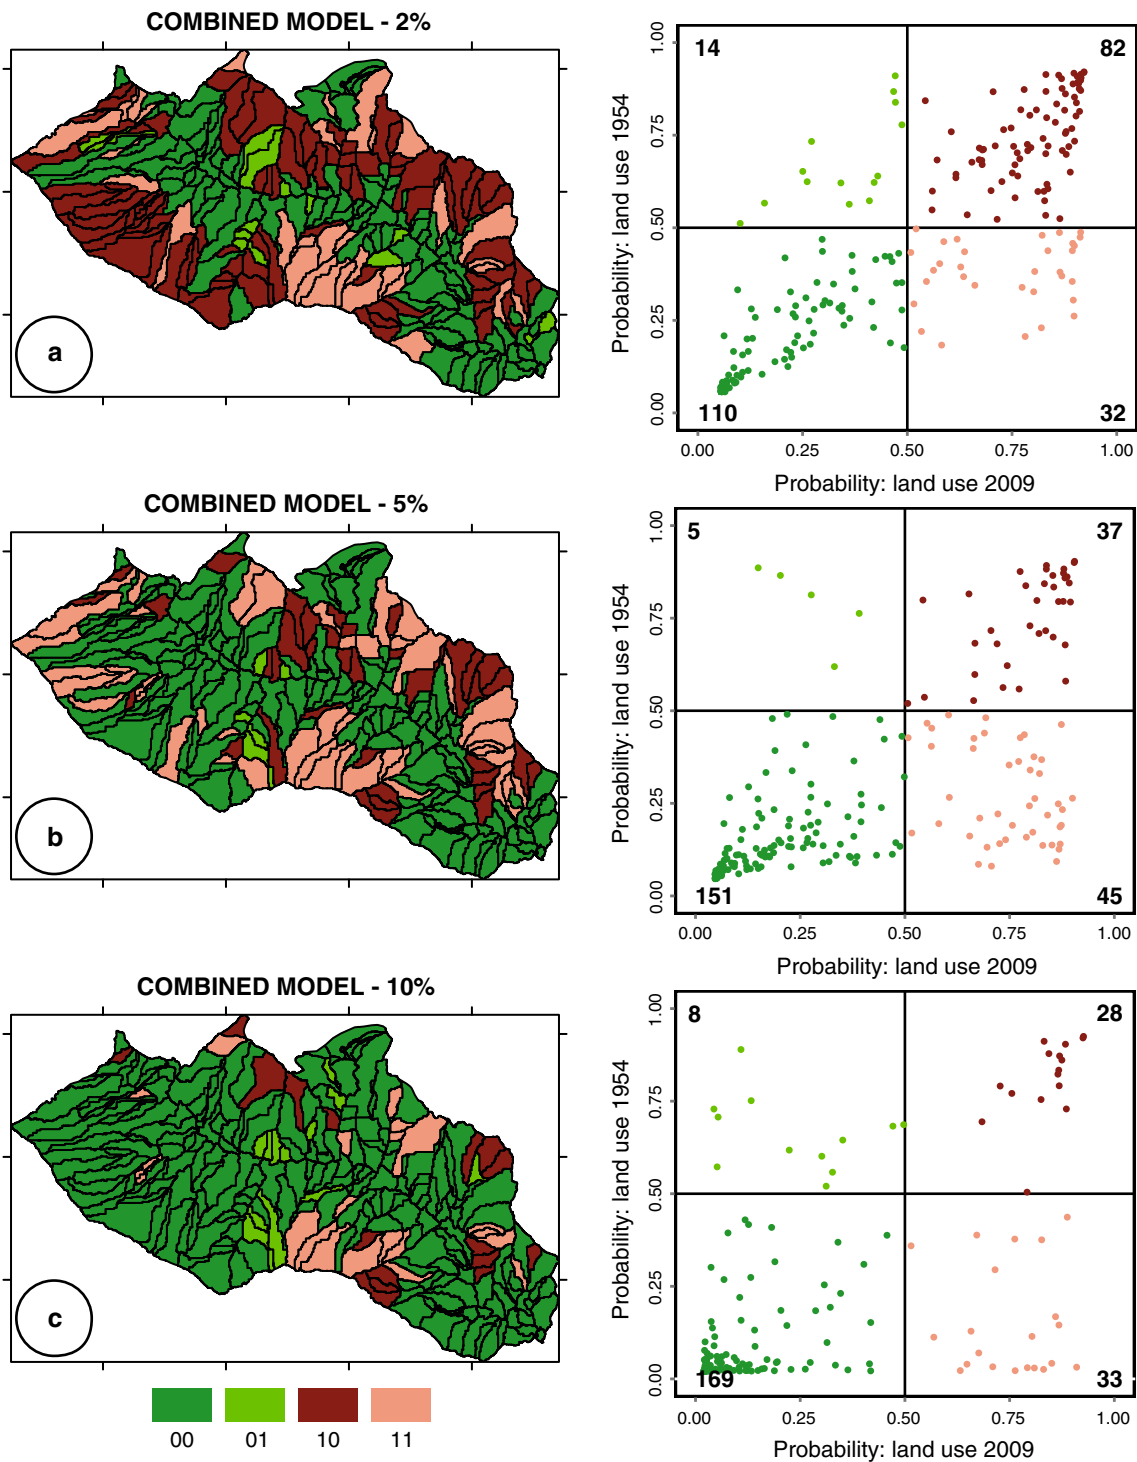 COMBINED MODEL - 2%
a
14
82
110
32
1.00
0.75
0.50
0.25
0.00
Probability: land use 1954
0.00 0.25 0.50 0.75 1.00
Probability: land use 2009
COMBINED MODEL - 5%
b
5
37
151
45
1.00
0.75
0.50
0.25
0.00
Probability: land use 1954
0.00 0.25 0.50 0.75 1.00
Probability: land use 2009
COMBINED MODEL - 10%
c
8
28
169
33
1.00
0.75
0.50
0.25
0.00
Probability: land use 1954
0.00 0.25 0.50 0.75 1.00
Probability: land use 2009
00 01 10 11